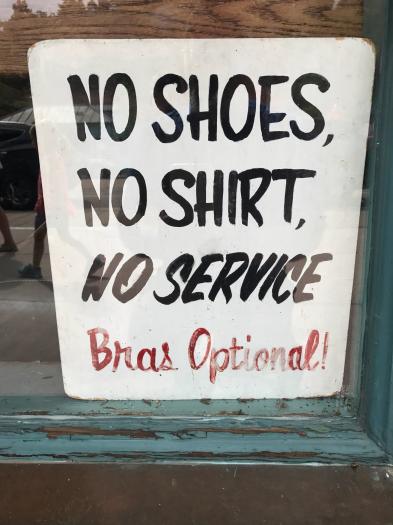 NO SHOES,
NO SHIRT,
NO SERVICE
Bras Optional!